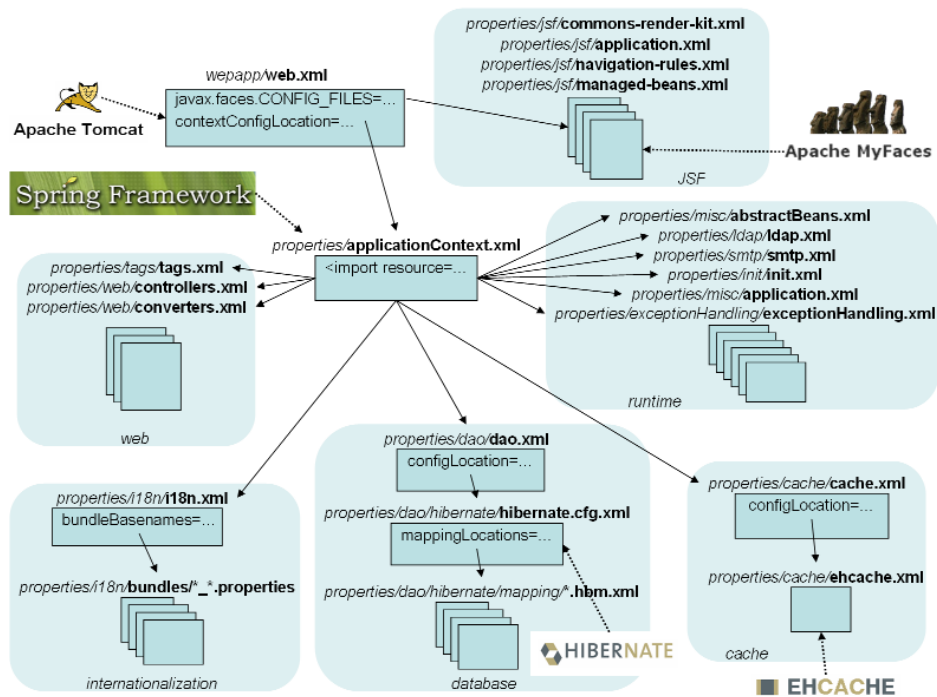 properties/jsf/commons-render-kit.xml
properties/jsf/application.xml
properties/jsf/navigation-rules.xml
properties/jsf/managed-beans.xml
wepapp/web.xml
javax.faces.CONFIG_FILES=...
contextConfigLocation=...
Apache Tomcat
Apache MyFaces
JSF
Spring Framework
properties/applicationContext.xml
<import resource=...
properties/misc/abstractBeans.xml
properties/ldap/ldap.xml
properties/smtp/smtp.xml
properties/init/init.xml
properties/misc/application.xml
properties/exceptionHandling/exceptionHandling.xml
runtime
properties/tags/tags.xml
properties/web/controllers.xml
properties/web/converters.xml
web
properties/i18n/i18n.xml
bundleBasenames=...
properties/i18n/bundles/*_*.properties
internationalization
properties/dao/dao.xml
configLocation=...
properties/dao/hibernate/hibernate.cfg.xml
mappingLocations=...
properties/dao/hibernate/mapping/*.hbm.xml
database
HIBERNATE
properties/cache/cache.xml
configLocation=...
properties/cache/ehcache.xml
cache
EHCACHE